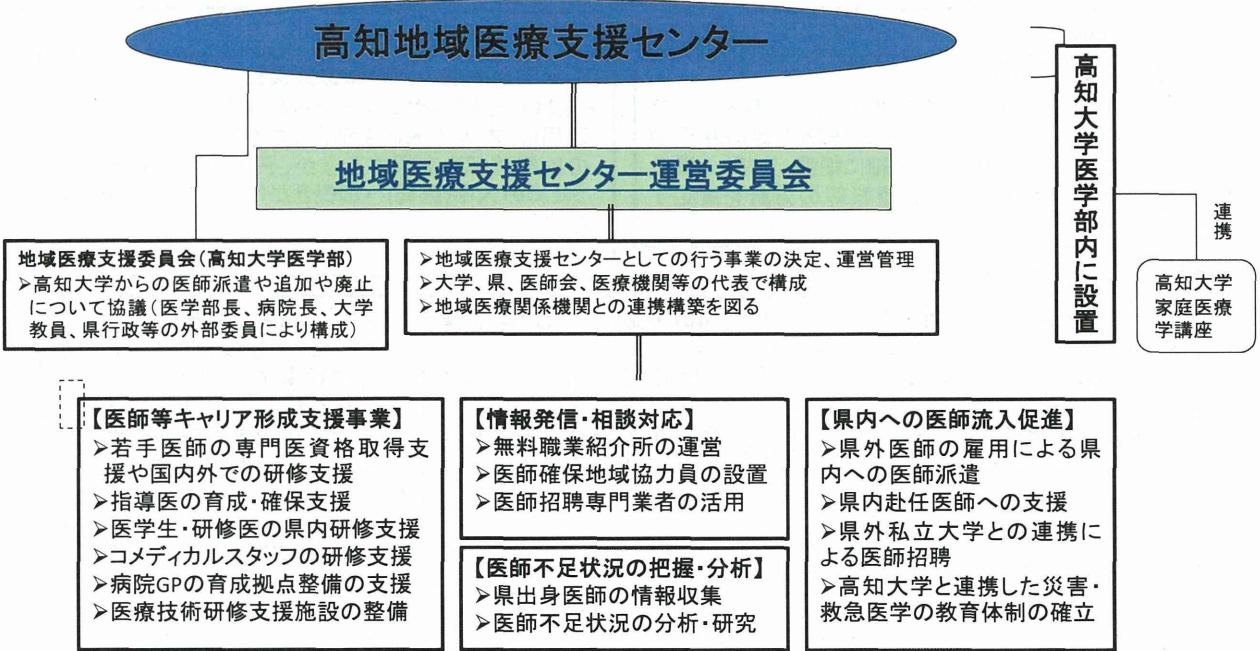 高知地域医療支援センター
地域医療支援センター運営委員会
高知大学医学部内に設置
連携
高知大学
家庭医療
学講座
地域医療支援委員会（高知大学医学部）
➢高知大学からの医師派遣や追加や廃止
について協議（医学部長、病院長、大学
教員、県行政等の外部委員により構成）
➢地域医療支援センターとしての行う事業の決定、運営管理
➢大学、県、医師会、医療機関等の代表で構成
➢地域医療関係機関との連携構築を図る
【医師等キャリア形成支援事業】
➢若手医師の専門医資格取得支
援や国内外での研修支援
➢指導医の育成・確保支援
➢医学生・研修医の県内研修支援
➢コメディカルスタッフの研修支援
➢病院GPの育成拠点整備の支援
➢医療技術研修支援施設の整備
【情報発信・相談対応】
➢無料職業紹介所の運営
➢医師確保地域協力員の設置
➢医師招聘専門業者の活用
【医師不足状況の把握・分析】
➢県出身医師の情報収集
➢医師不足状況の分析・研究
【県内への医師流入促進】
➢県外医師の雇用による県
内への医師派遣
➢県内赴任医師への支援
➢県外私立大学との連携に
よる医師招聘
➢高知大学と連携した災害・
救急医学の教育体制の確立